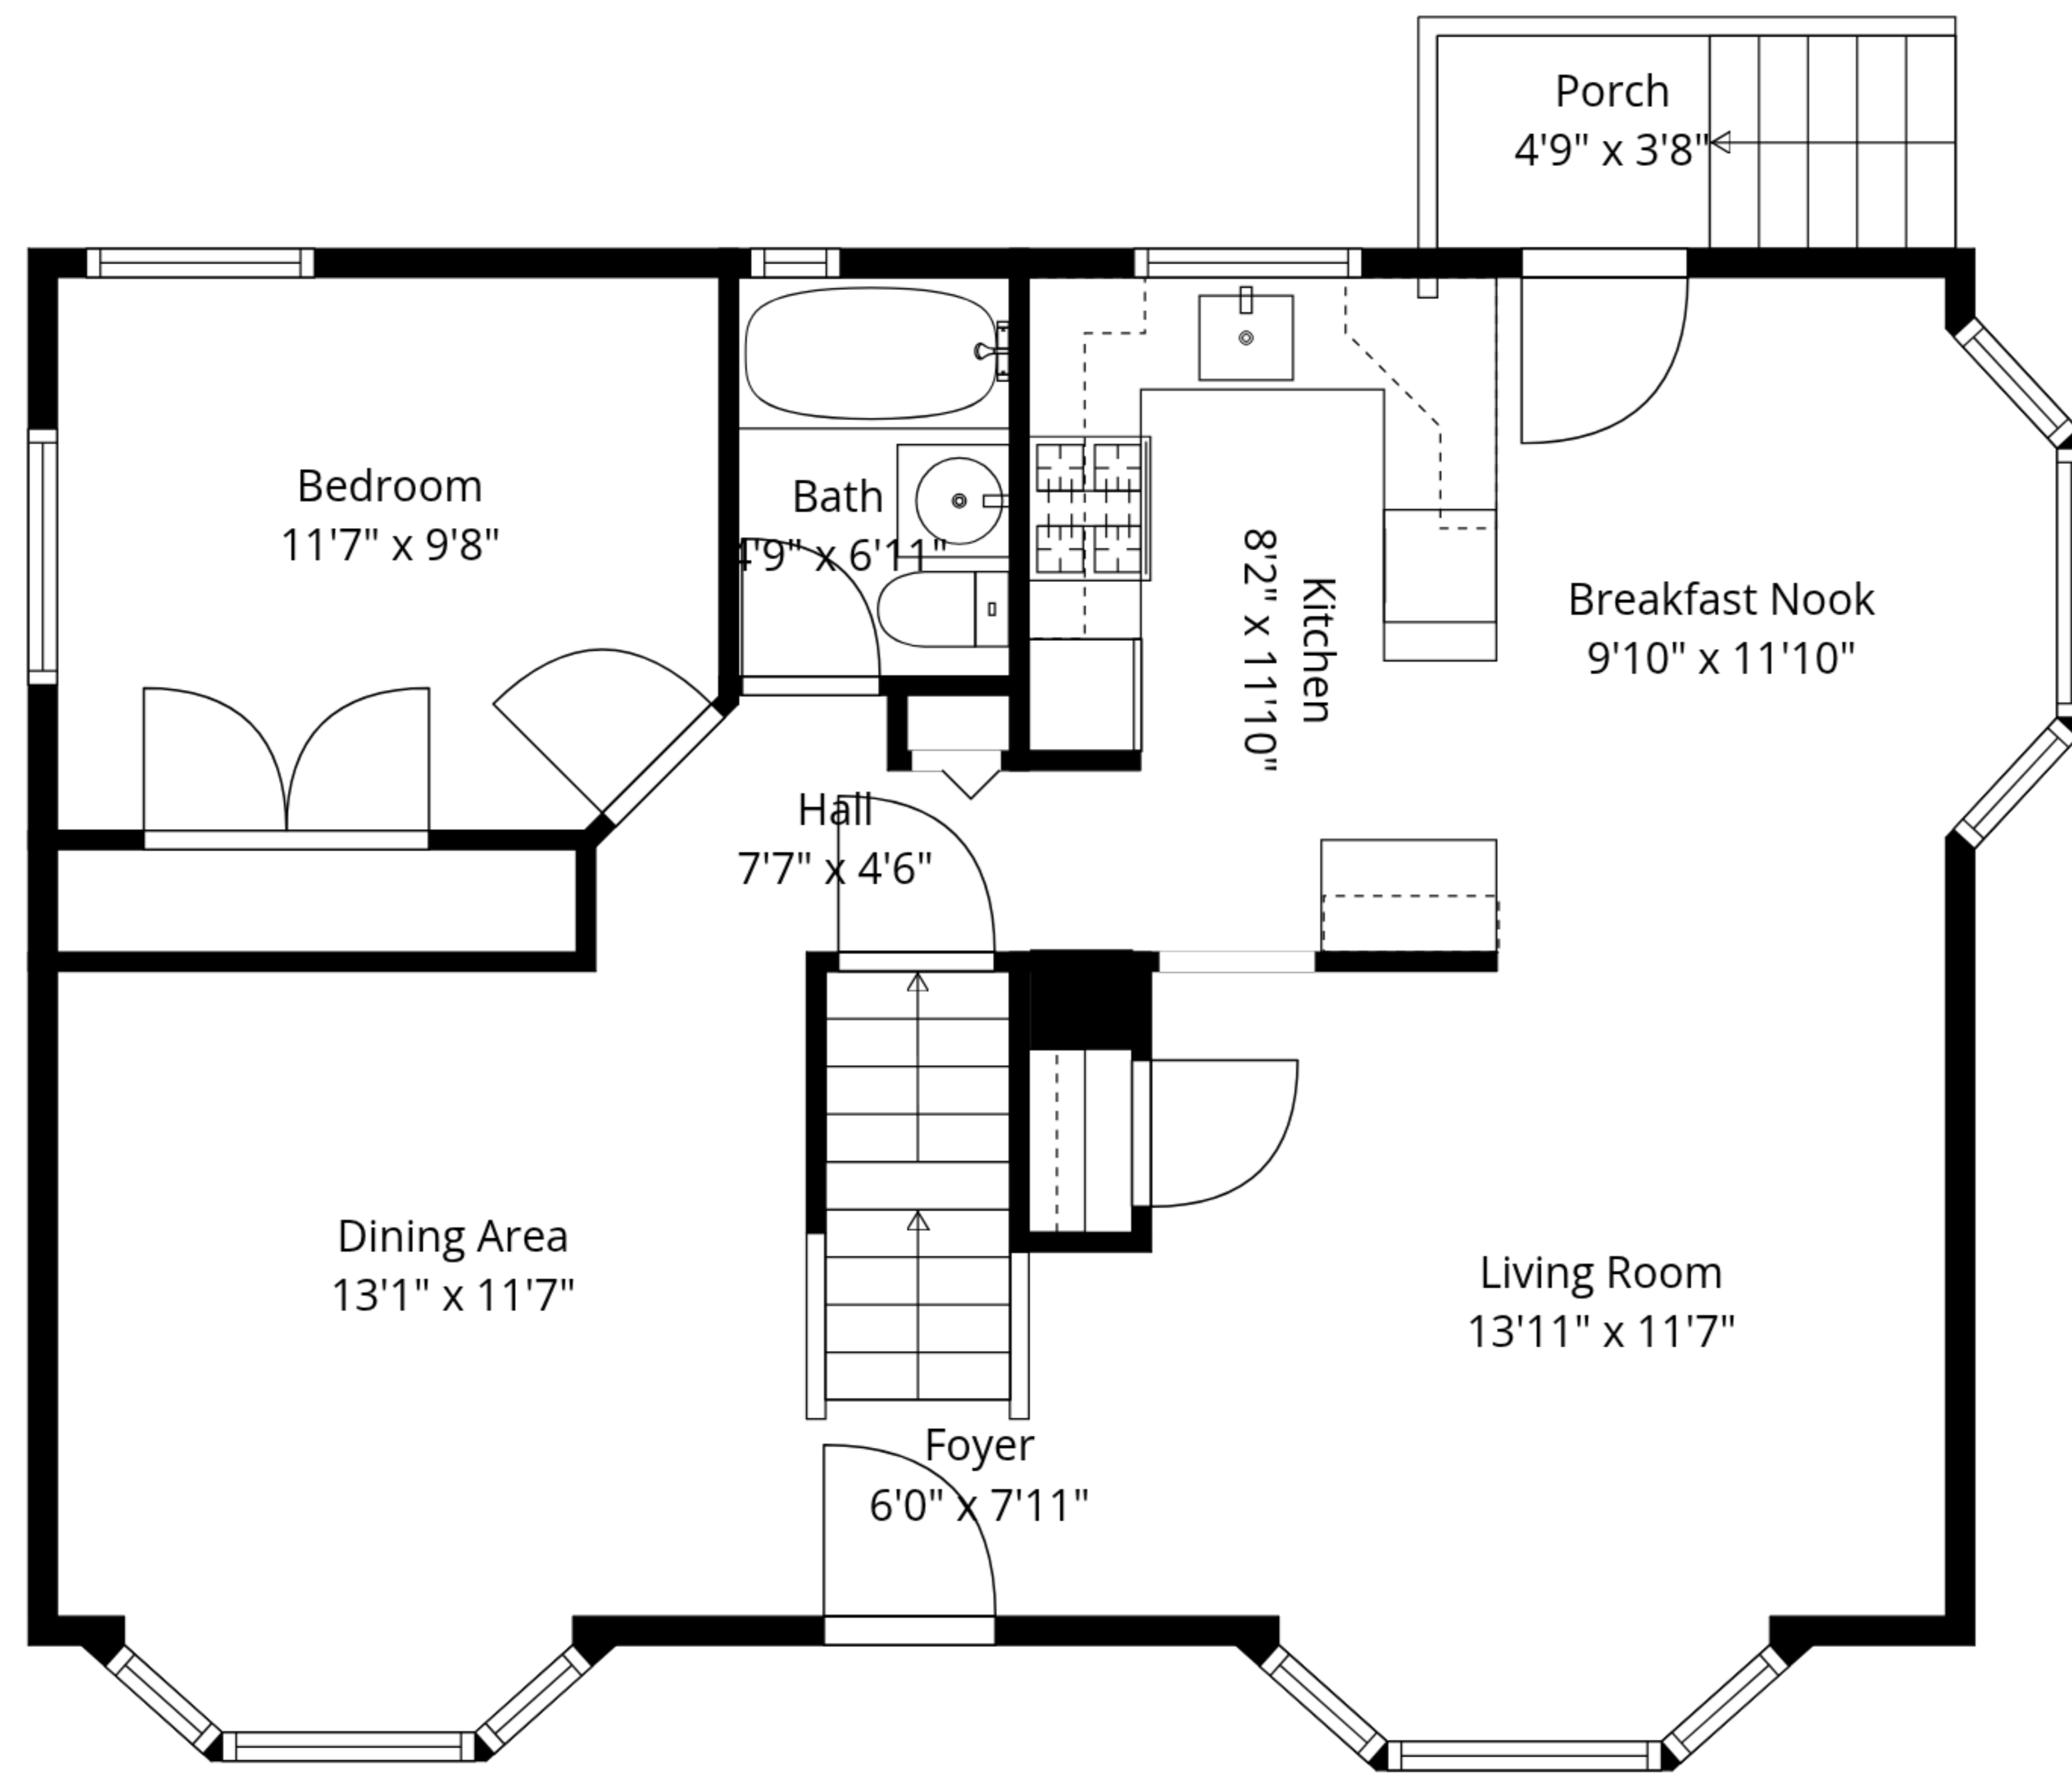 Porch
4'9" x 3'8"
Bedroom
11'7" x 9'8"
Bath
4'9" x 6'11"
Kitchen
8'2" x 11'10"
Breakfast Nook
9'10" x 11'10"
Hall
7'7" x 4'6"
Dining Area
13'1" x 11'7"
Living Room
13'11" x 11'7"
Foyer
6'0" x 7'11"